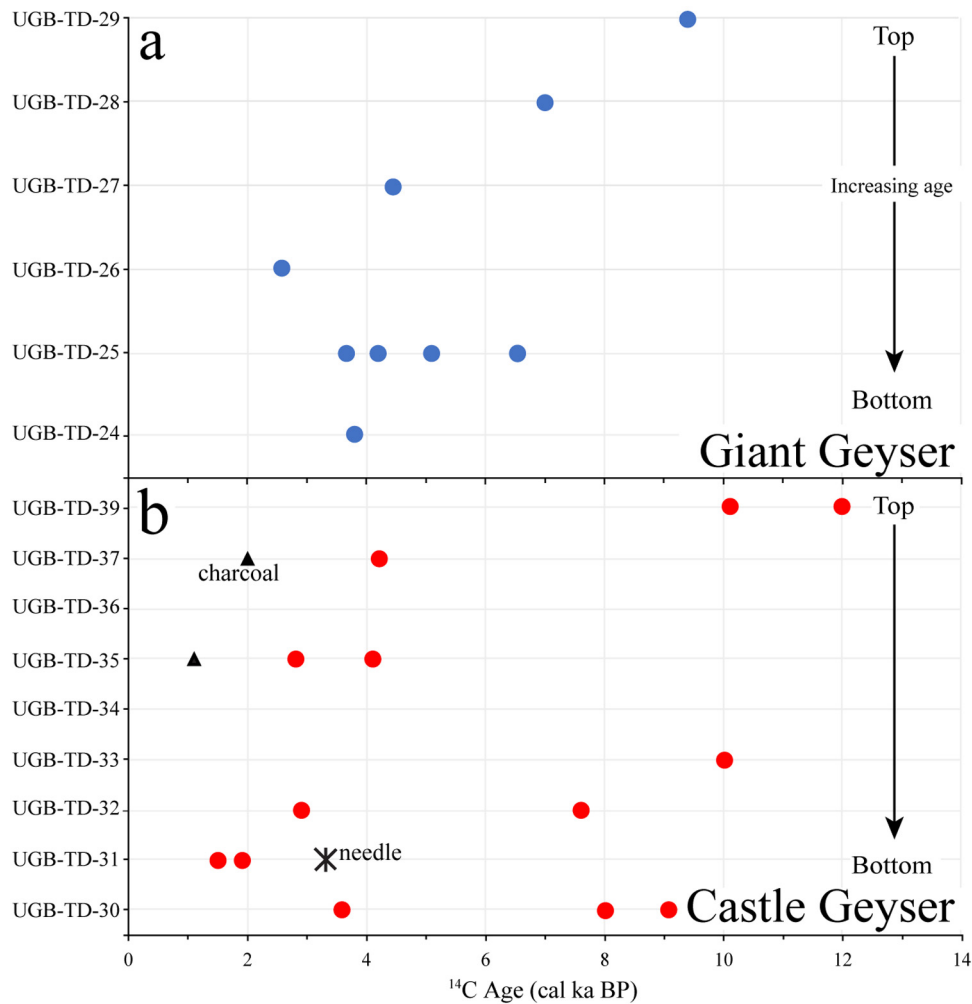 a
UGB-TD-29
UGB-TD-28
UGB-TD-27
UGB-TD-26
UGB-TD-25
UGB-TD-24
Top
Increasing age
Bottom
Giant Geyser
b
UGB-TD-39
UGB-TD-37
UGB-TD-36
UGB-TD-35
UGB-TD-34
UGB-TD-33
UGB-TD-32
UGB-TD-31
UGB-TD-30
charcoal
needle
Top
Bottom
Castle Geyser
0 2 4 6 8 10 12 14
¹⁴C Age (cal ka BP)